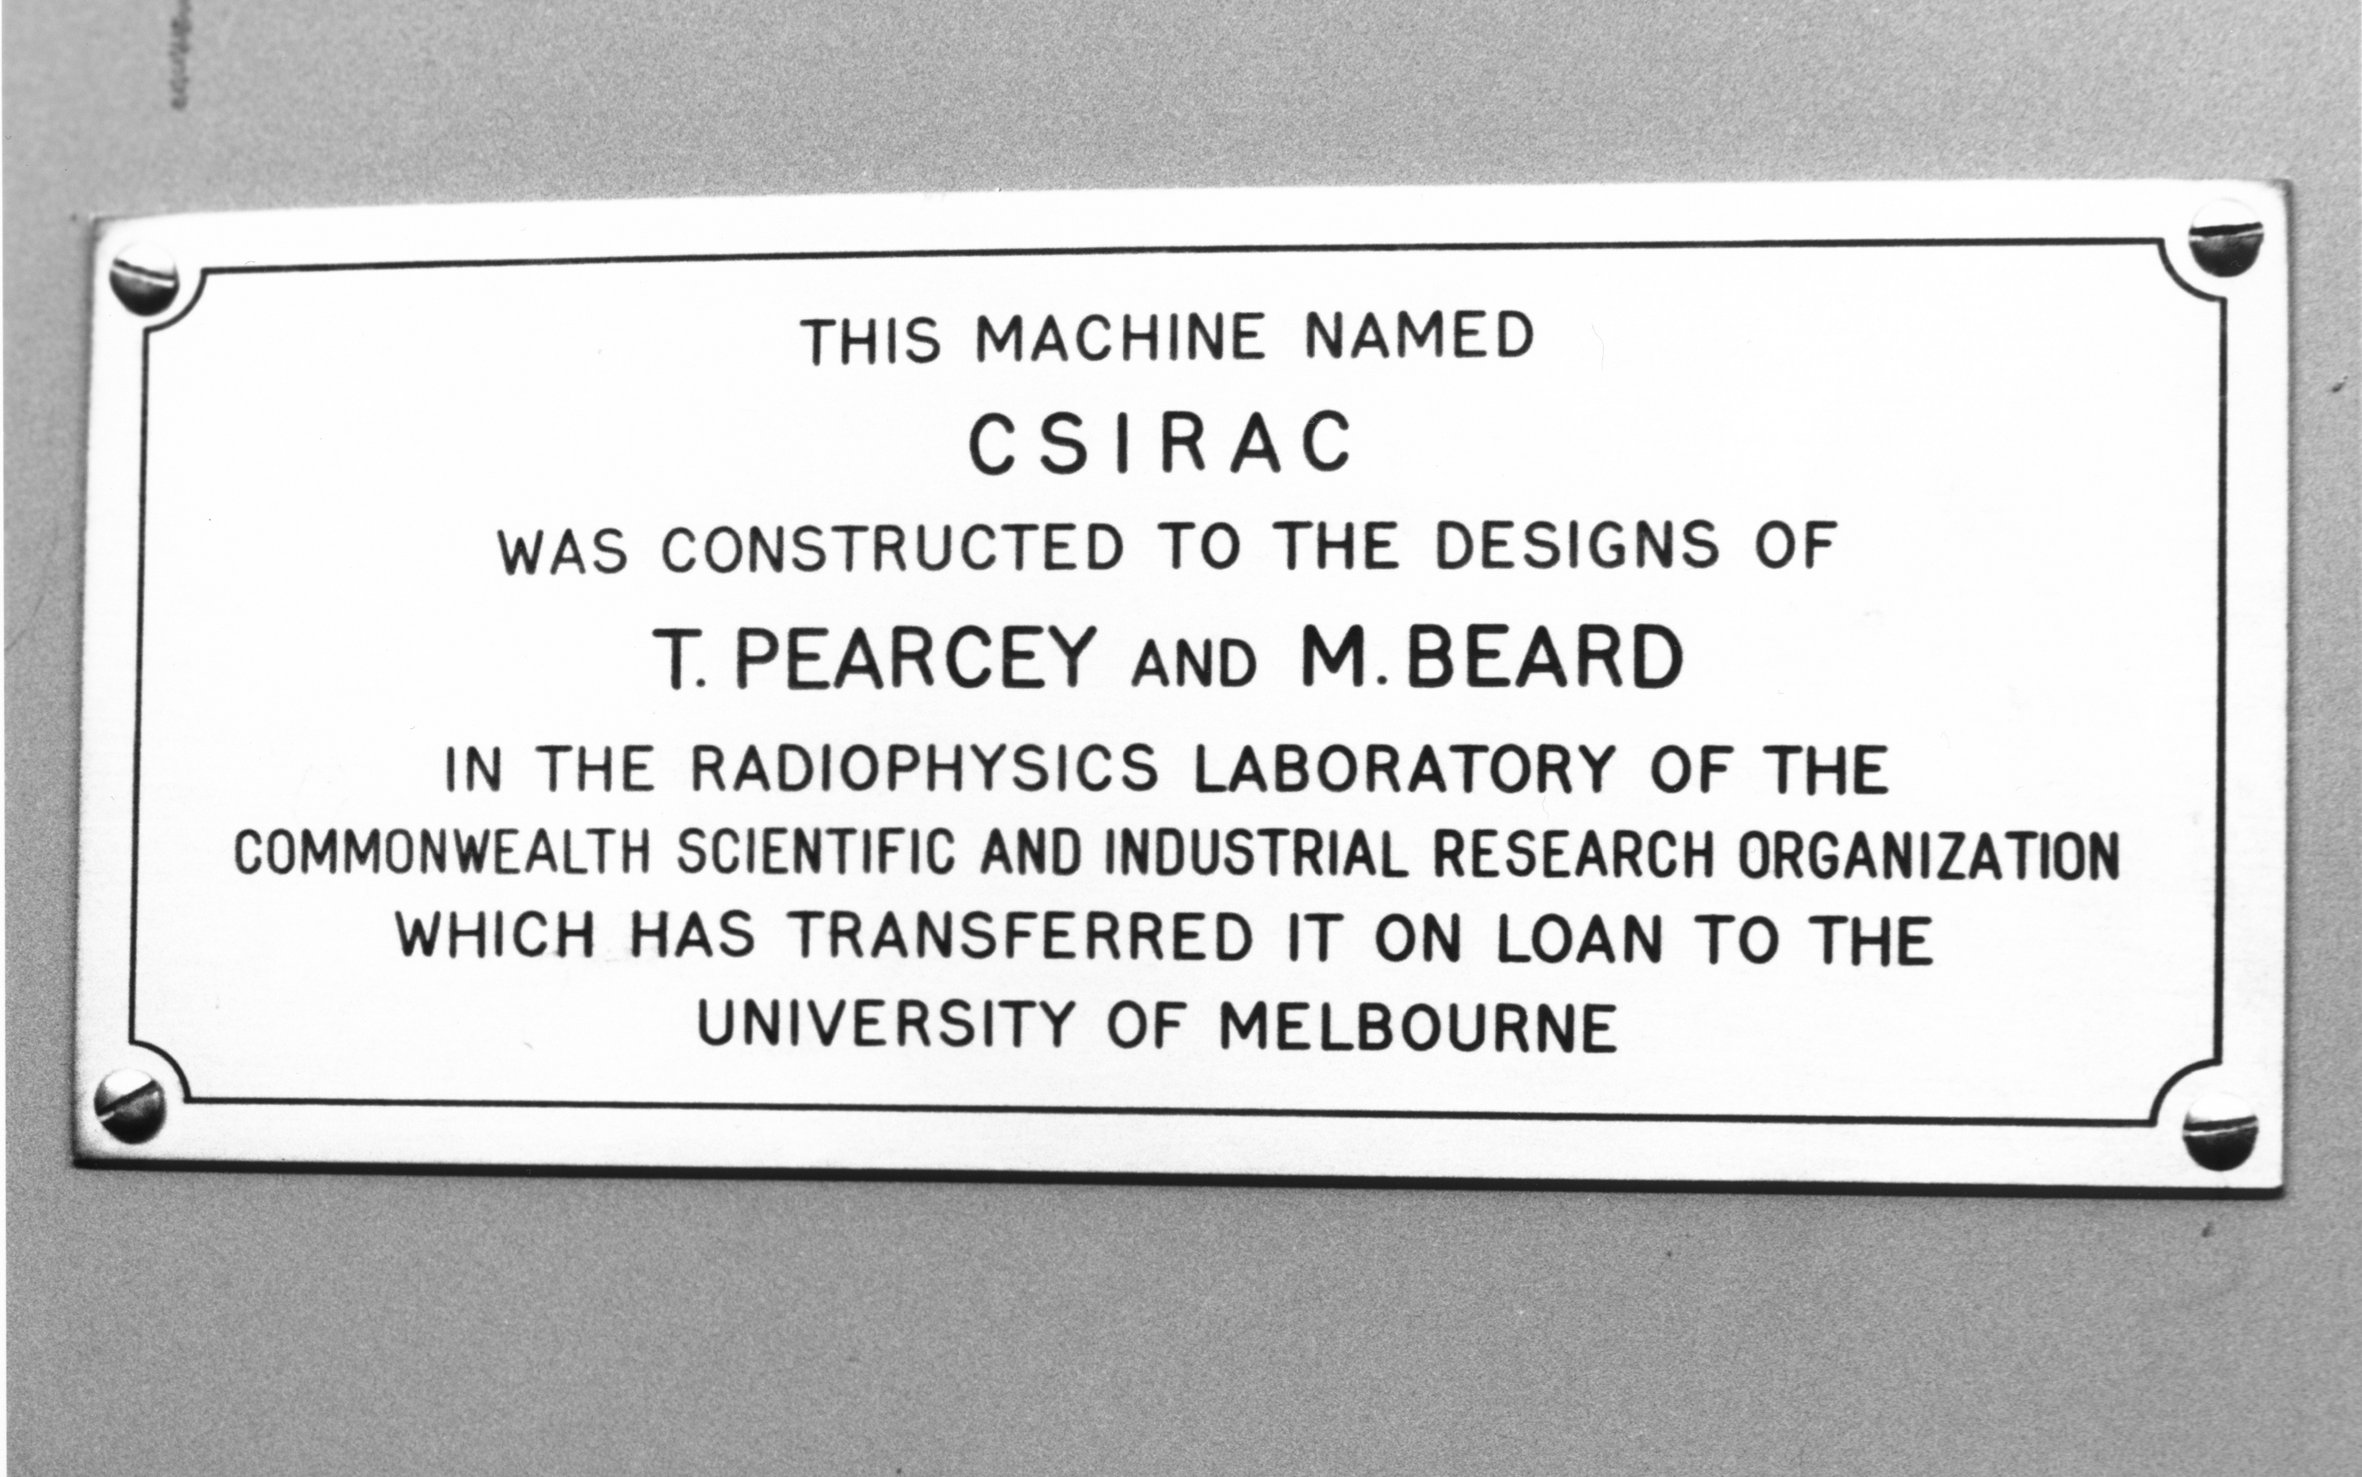 THIS MACHINE NAMED
CSIRAC
WAS CONSTRUCTED TO THE DESIGNS OF
T. PEARCEY AND M. BEARD
IN THE RADIOPHYSICS LABORATORY OF THE
COMMONWEALTH SCIENTIFIC AND INDUSTRIAL RESEARCH ORGANIZATION
WHICH HAS TRANSFERRED IT ON LOAN TO THE
UNIVERSITY OF MELBOURNE